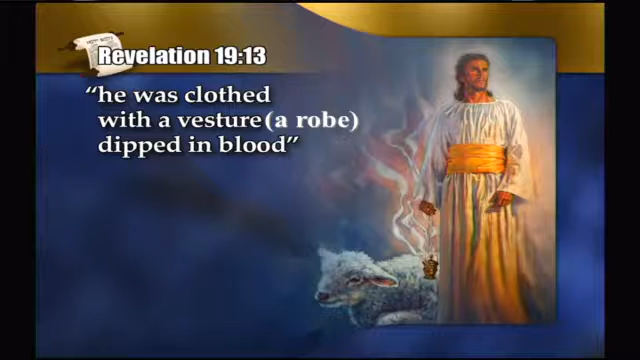 Revelation 19:13
“he was clothed
with a vesture (a robe)
dipped in blood”